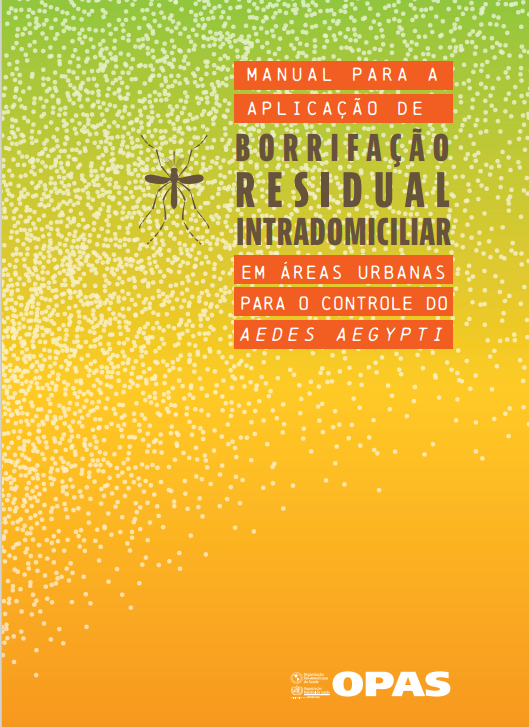 MANUAL PARA A
APLICAÇÃO DE
BORRIFAÇÃO
RESIDUAL
INTRADOMICILIAR
EM ÁREAS URBANAS
PARA O CONTROLE DO
AEDES AEGYPTI
OPAS